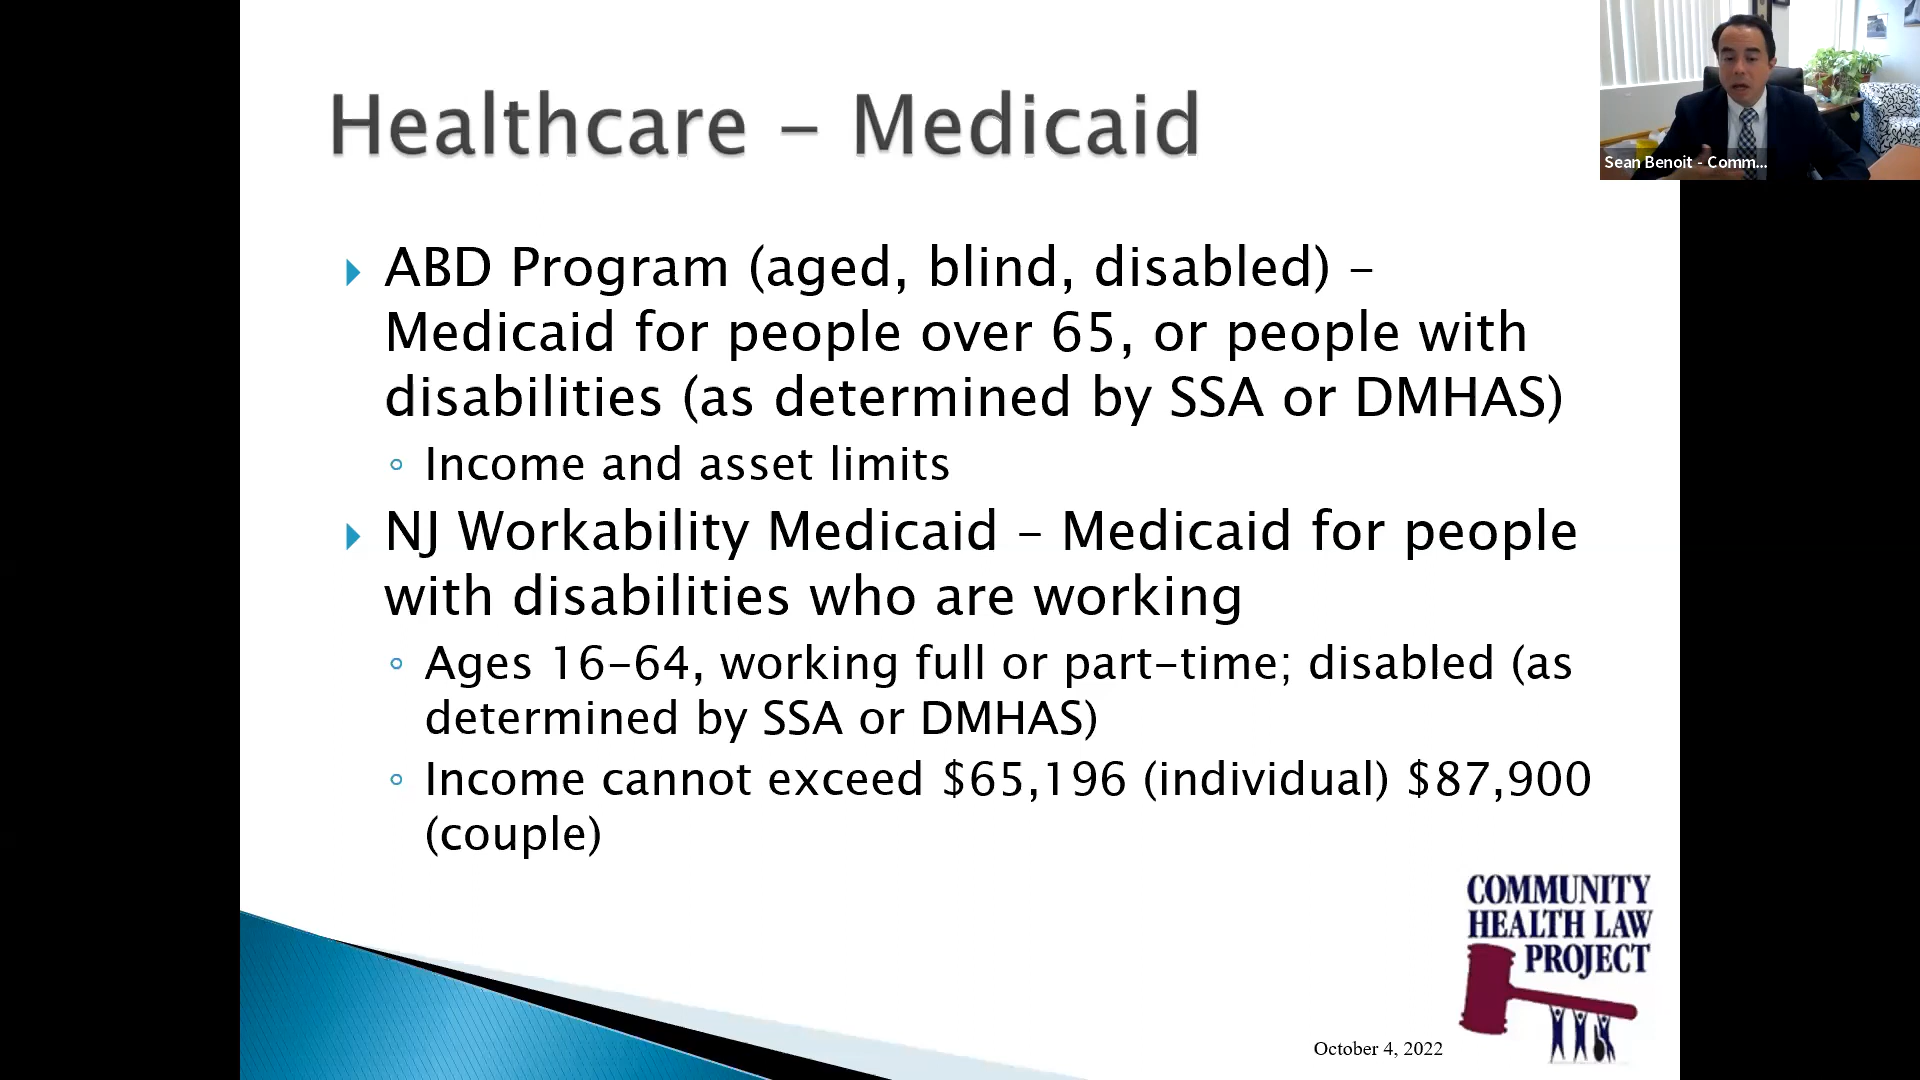 Healthcare – Medicaid
Sean Benoit - Comm...
ABD Program (aged, blind, disabled) –
Medicaid for people over 65, or people with
disabilities (as determined by SSA or DMHAS)
Income and asset limits
NJ Workability Medicaid – Medicaid for people
with disabilities who are working
Ages 16-64, working full or part-time; disabled (as
determined by SSA or DMHAS)
Income cannot exceed $65,196 (individual) $87,900
(couple)
COMMUNITY
HEALTH LAW
PROJECT
October 4, 2022